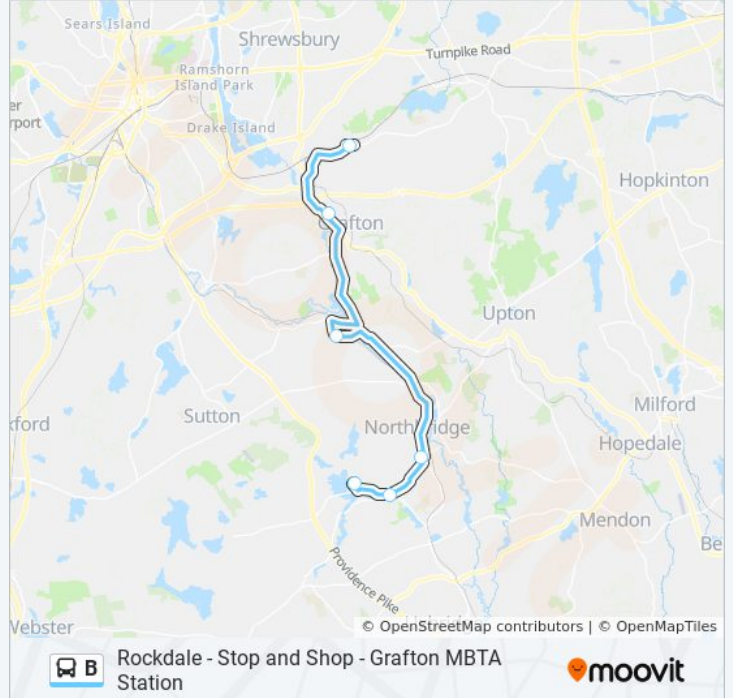 Sears Island
Shrewsbury
Turnpike Road
Ramshorn
Island Park
er
rport
Drake Island
Hopkinton
Grafton
Upton
Milford
xford
Sutton
Northbridge
Hopedale
Mendon
Be
Providence Pike
Webster
© OpenStreetMap contributors | © OpenMapTiles
B
Rockdale - Stop and Shop - Grafton MBTA
Station
moovit